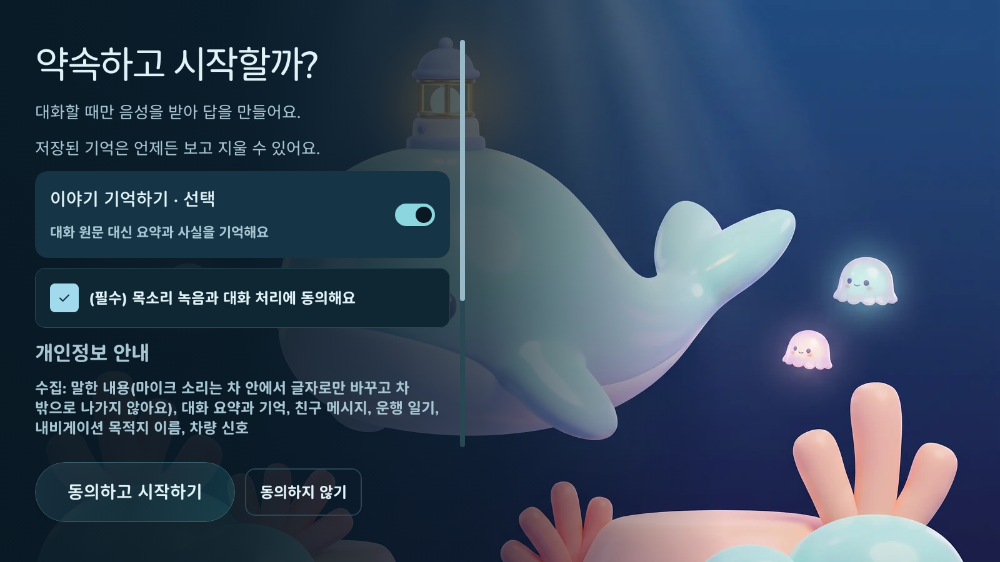 약속하고 시작할까?
대화할 때만 음성을 받아 답을 만들어요.
저장된 기억은 언제든 보고 지울 수 있어요.
이야기 기억하기 · 선택
대화 원문 대신 요약과 사실을 기억해요
(필수) 목소리 녹음과 대화 처리에 동의해요
개인정보 안내
수집: 말한 내용(마이크 소리는 차 안에서 글자로만 바꾸고 차
밖으로 나가지 않아요), 대화 요약과 기억, 친구 메시지, 운행 일기,
내비게이션 목적지 이름, 차량 신호
동의하고 시작하기
동의하지 않기